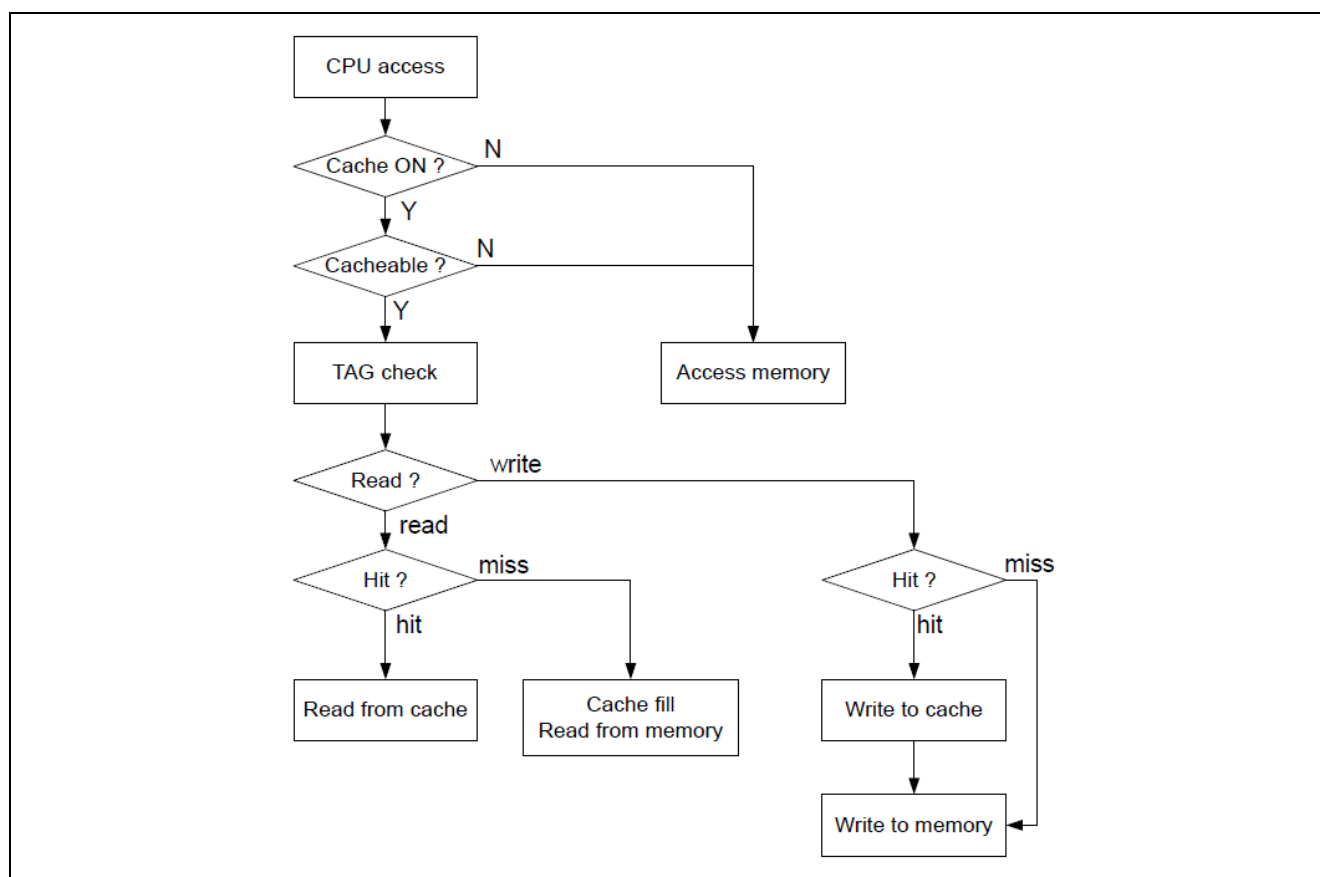 CPU access
Cache ON ?
N
Y
Cacheable ?
N
Y
TAG check
Access memory
Read ?
write
read
Hit ?
miss
hit
Hit ?
miss
hit
Read from cache
Cache fill
Read from memory
Write to cache
Write to memory